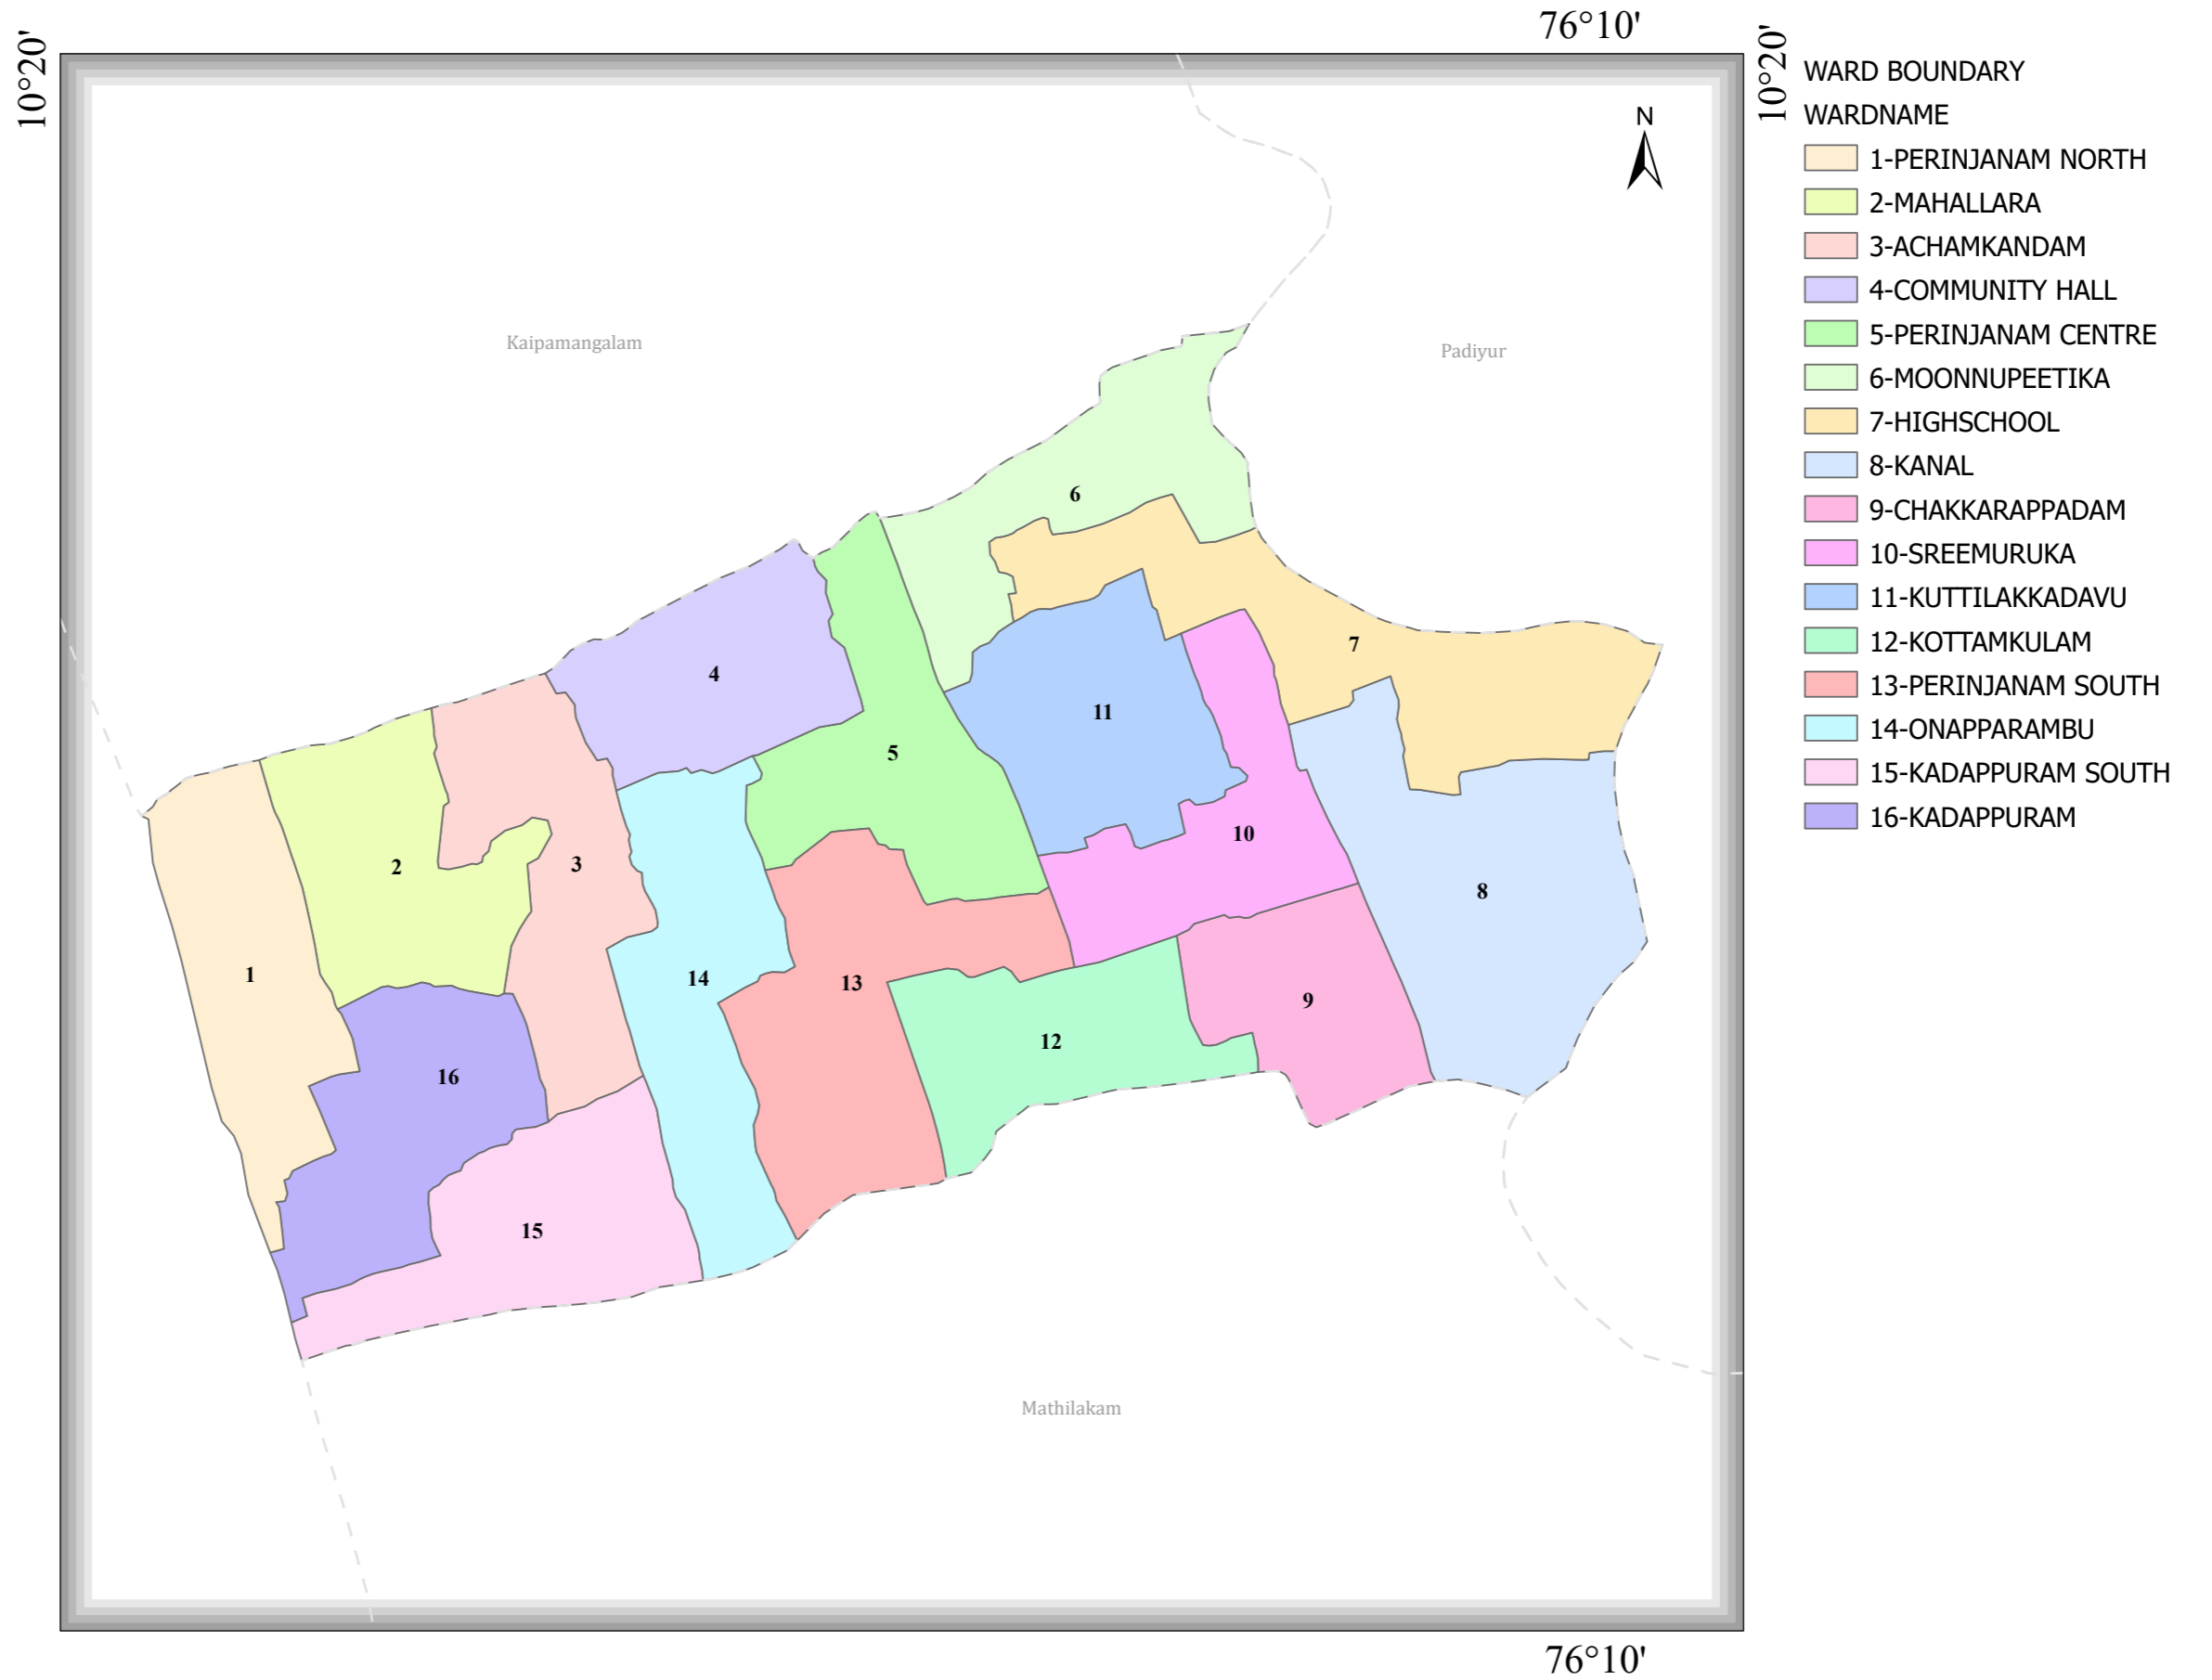 76°10'
10°20'
10°20'
WARD BOUNDARY
WARDNAME
1-PERINJANAM NORTH
2-MAHALLARA
3-ACHAMKANDAM
4-COMMUNITY HALL
5-PERINJANAM CENTRE
6-MOONNUPEETIKA
7-HIGHSCHOOL
8-KANAL
9-CHAKKARAPPADAM
10-SREEMURUKA
11-KUTTILAKKADAVU
12-KOTTAMKULAM
13-PERINJANAM SOUTH
14-ONAPPARAMBU
15-KADAPPURAM SOUTH
16-KADAPPURAM
N
Kaipamangalam
Padiyur
6
7
4
11
5
10
2
3
8
1
14
13
9
12
16
15
Mathilakam
76°10'